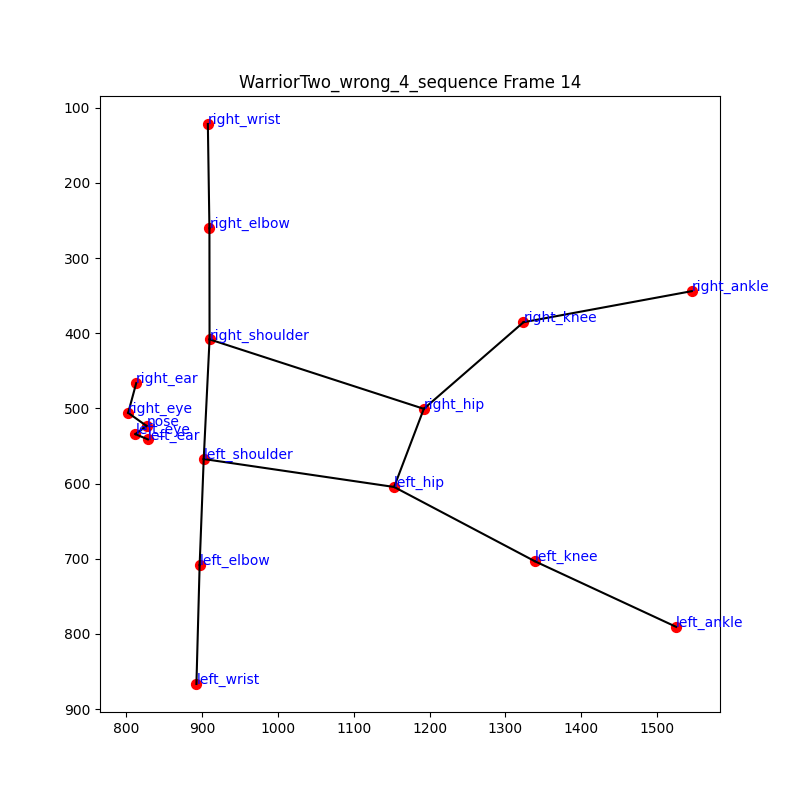 WarriorTwo_wrong_4_sequence Frame 14
100
right_wrist
200
right_elbow
300
right_ankle
right_knee
400
right_shoulder
right_ear
500
right_hip
right_eye
nose
left_eye
left_ear
left_shoulder
600
left_hip
700
left_knee
left_elbow
800
left_ankle
left_wrist
900
800 900 1000 1100 1200 1300 1400 1500